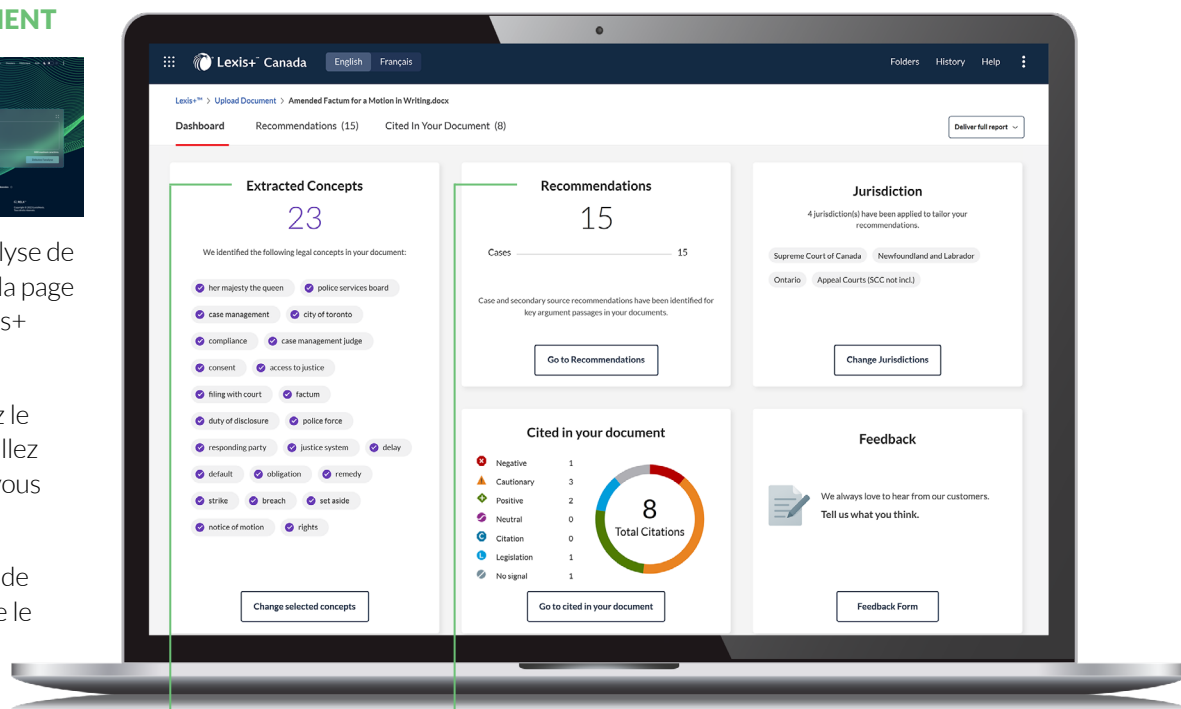 MENT
lyse de
la page
s+
z le
llez
vous
de
e le
Lexis+™ Canada English Français Folders History Help
Lexis+™ > Upload Document > Amended Factum for a Motion in Writing.docx
Dashboard Recommendations (15) Cited In Your Document (8) Deliver full report
Extracted Concepts
23
We identified the following legal concepts in your document:
her majesty the queen police services board
case management city of toronto
compliance case management judge
consent access to justice
filing with court factum
duty of disclosure police force
responding party justice system delay
default obligation remedy
strike breach set aside
notice of motion rights
Change selected concepts
Recommendations
15
Cases 15
Case and secondary source recommendations have been identified for
key argument passages in your documents.
Go to Recommendations
Jurisdiction
4 jurisdiction(s) have been applied to tailor your
recommendations.
Supreme Court of Canada Newfoundland and Labrador
Ontario Appeal Courts (SCC not incl.)
Change Jurisdictions
Cited in your document
Negative 1
Cautionary 3
Positive 2
Neutral 0
C Citation 0
L Legislation 1
No signal 1
8
Total Citations
Go to cited in your document
Feedback
We always love to hear from our customers.
Tell us what you think.
Feedback Form